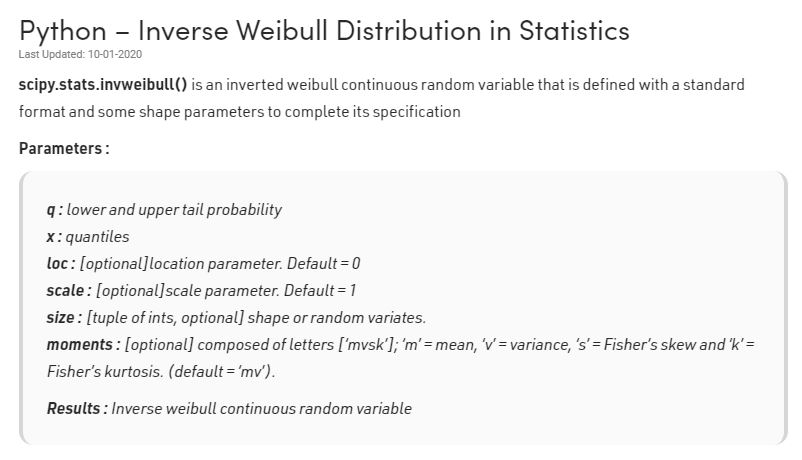 Python – Inverse Weibull Distribution in Statistics
Last Updated: 10-01-2020
scipy.stats.invweibull() is an inverted weibull continuous random variable that is defined with a standard
format and some shape parameters to complete its specification
Parameters :
q : lower and upper tail probability
x : quantiles
loc : [optional]location parameter. Default = 0
scale : [optional]scale parameter. Default = 1
size : [tuple of ints, optional] shape or random variates.
moments : [optional] composed of letters [‘mvsk’]; ‘m’ = mean, ‘v’ = variance, ‘s’ = Fisher’s skew and ‘k’ =
Fisher’s kurtosis. (default = ‘mv’).
Results : Inverse weibull continuous random variable